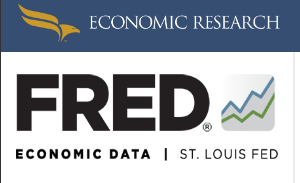 ECONOMIC RESEARCH
FRED®
ECONOMIC DATA | ST. LOUIS FED